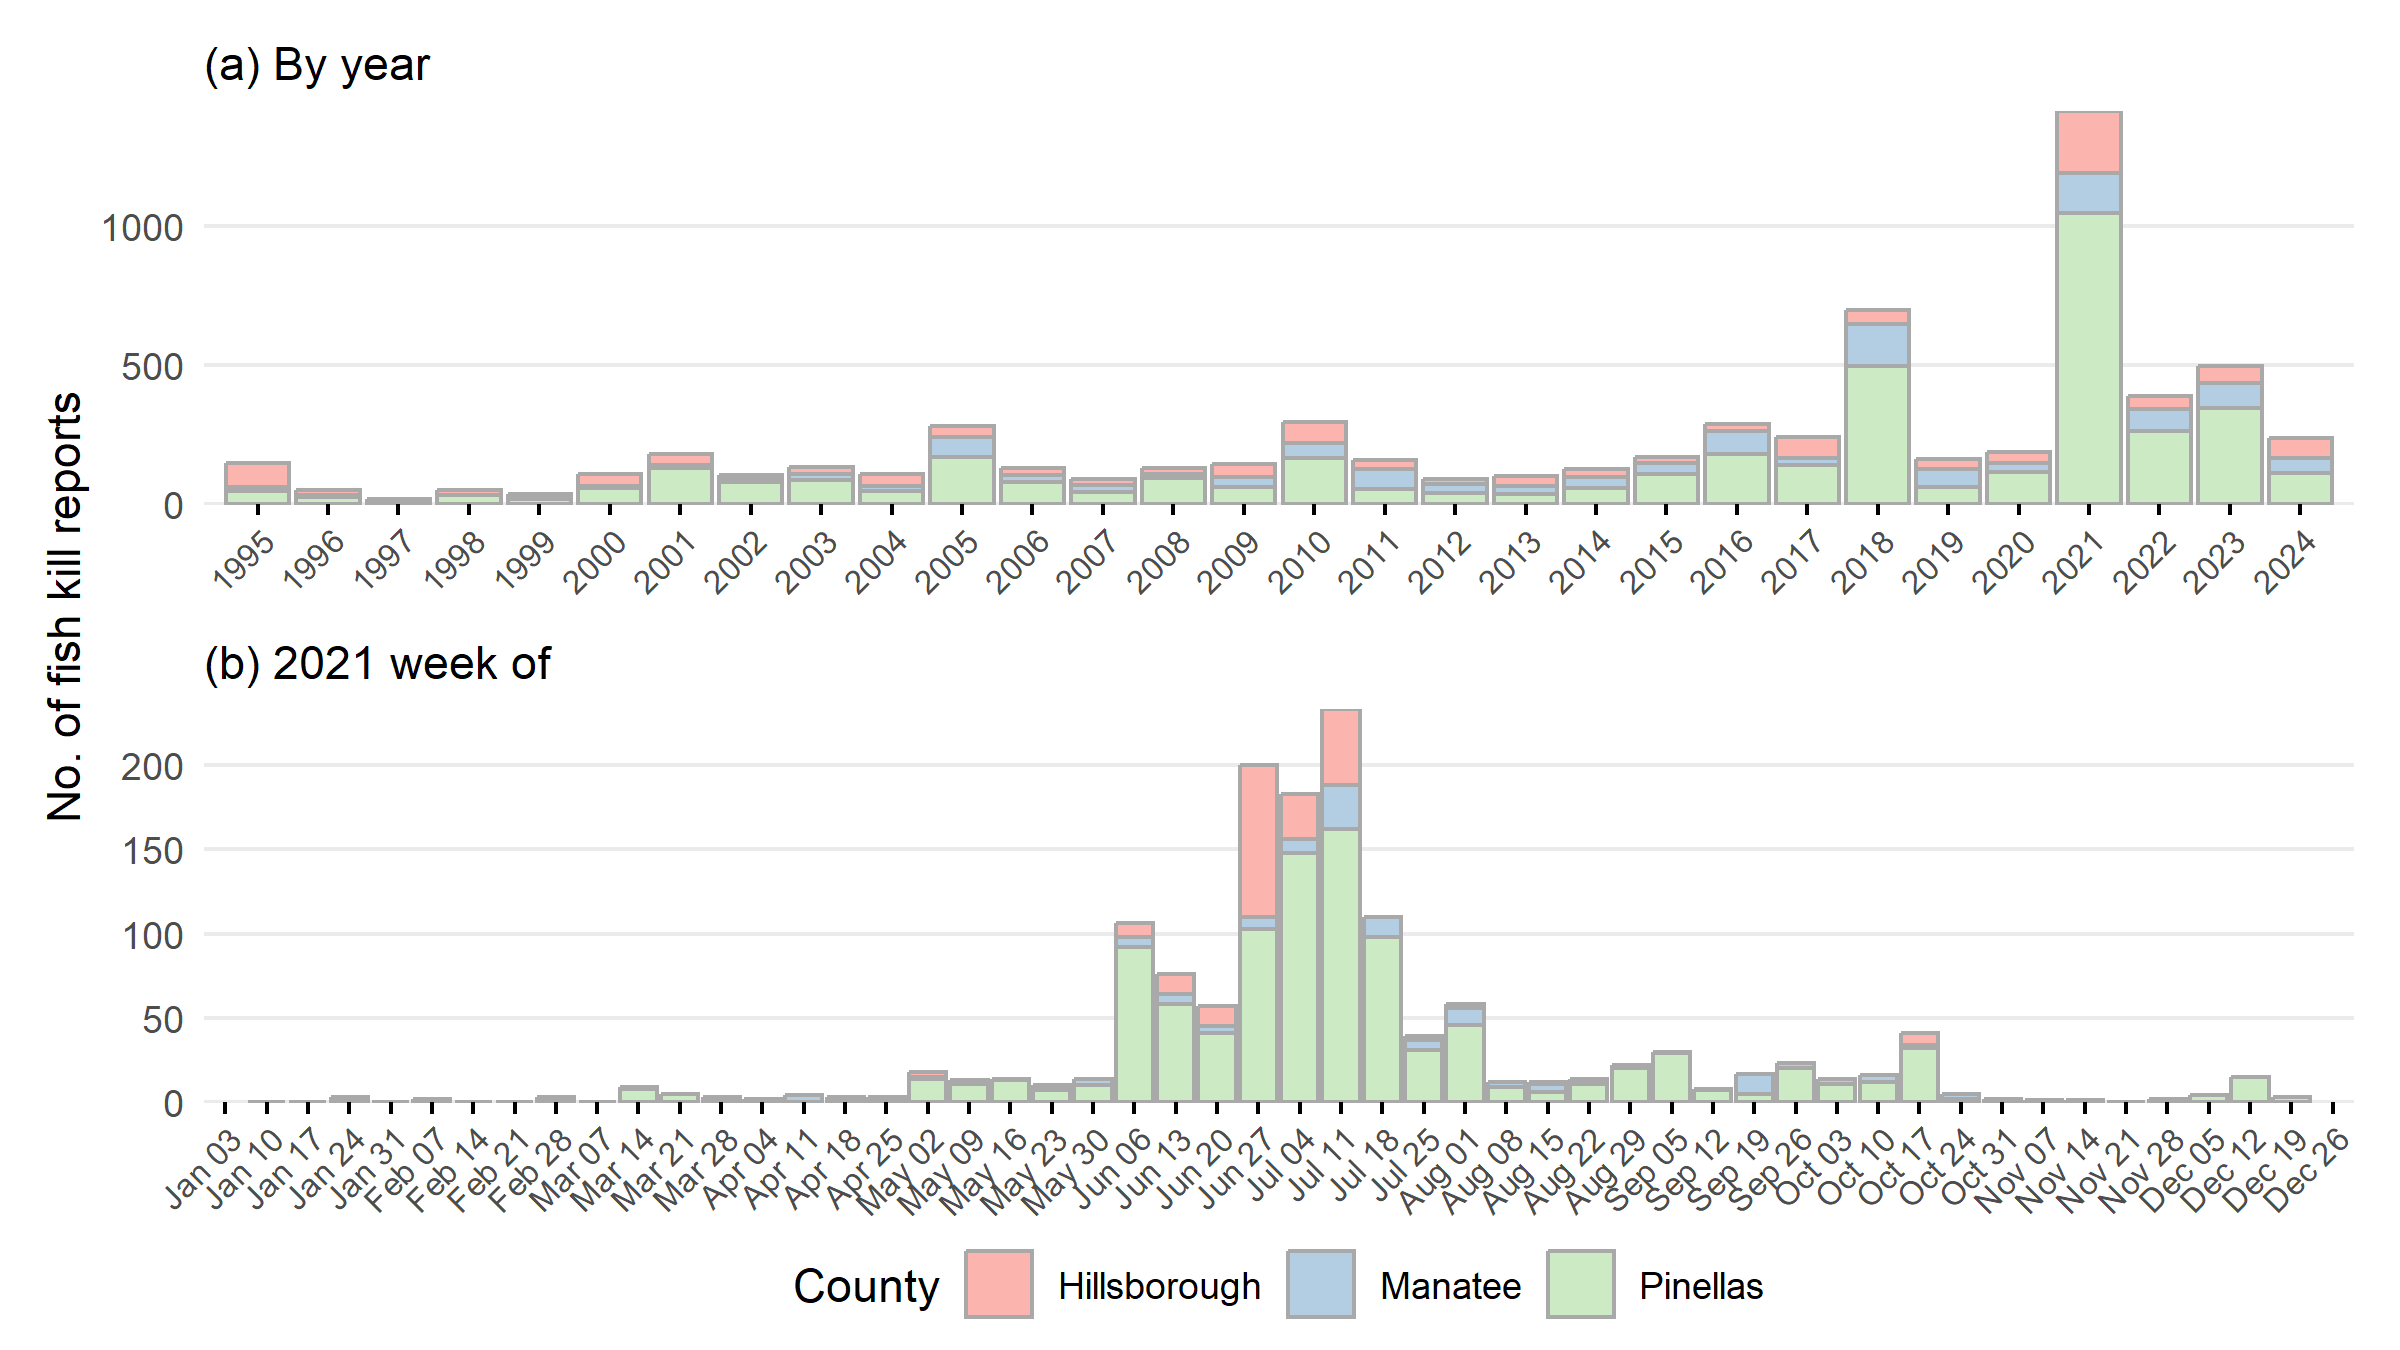 (a) By year
No. of fish kill reports
1000
500
0
1995 1996 1997 1998 1999 2000 2001 2002 2003 2004 2005 2006 2007 2008 2009 2010 2011 2012 2013 2014 2015 2016 2017 2018 2019 2020 2021 2022 2023 2024
(b) 2021 week of
200
150
100
50
0
Jan 03 Jan 10 Jan 17 Jan 24 Jan 31 Feb 07 Feb 14 Feb 21 Feb 28 Mar 07 Mar 14 Mar 21 Mar 28 Apr 04 Apr 11 Apr 18 Apr 25 May 02 May 09 May 16 May 23 May 30 Jun 06 Jun 13 Jun 20 Jun 27 Jul 04 Jul 11 Jul 18 Jul 25 Aug 01 Aug 08 Aug 15 Aug 22 Aug 29 Sep 05 Sep 12 Sep 19 Sep 26 Oct 03 Oct 10 Oct 17 Oct 24 Oct 31 Nov 07 Nov 14 Nov 21 Nov 28 Dec 05 Dec 12 Dec 19 Dec 26
County Hillsborough Manatee Pinellas